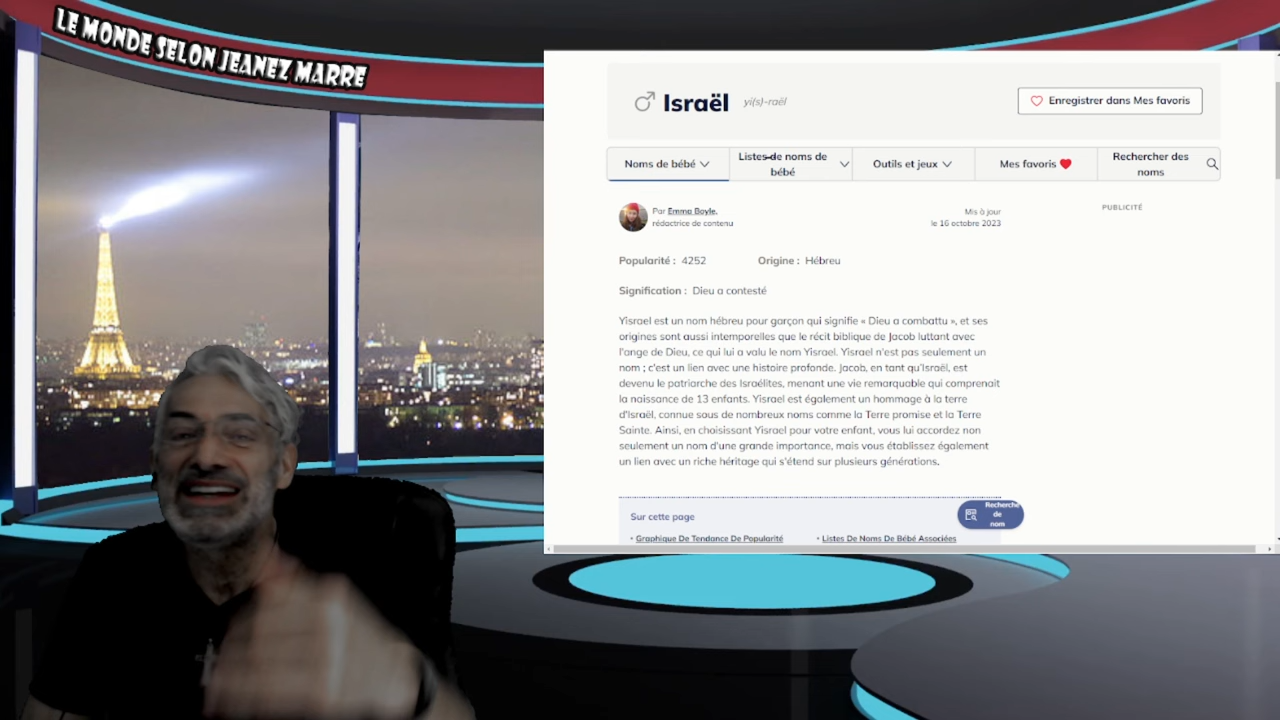 LE MONDE SELON JEANEZ MARRE
Israël yi(s)-raël
Enregistrer dans Mes favoris
Noms de bébé
Listes de noms de
bébé
Outils et jeux
Mes favoris
Rechercher des
noms
Par Emma Boyle,
rédactrice de contenu
Mis à jour
le 16 octobre 2023
PUBLICITÉ
Popularité : 4252 Origine : Hébreu
Signification : Dieu a contesté
Yisrael est un nom hébreu pour garçon qui signifie « Dieu a combattu », et ses
origines sont aussi intemporelles que le récit biblique de Jacob luttant avec
l'ange de Dieu, ce qui lui a valu le nom Yisrael. Yisrael n'est pas seulement un
nom ; c'est un lien avec une histoire profonde. Jacob, en tant qu'Israël, est
devenu le patriarche des Israélites, menant une vie remarquable qui comprenait
la naissance de 13 enfants. Yisrael est également un hommage à la terre
d'Israël, connue sous de nombreux noms comme la Terre promise et la Terre
Sainte. Ainsi, en choisissant Yisrael pour votre enfant, vous lui accordez non
seulement un nom d'une grande importance, mais vous établissez également
un lien avec un riche héritage qui s'étend sur plusieurs générations.
Sur cette page
Recherche
de
nom
• Graphique De Tendance De Popularité
• Listes De Noms De Bébé Associées